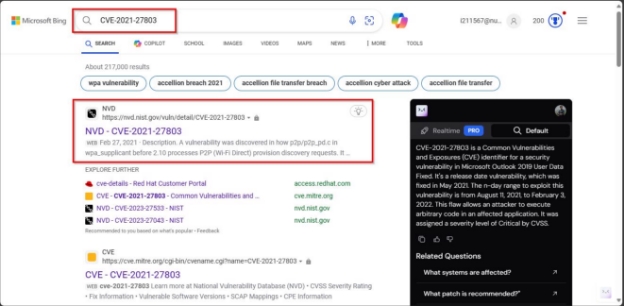 Microsoft Bing
CVE-2021-27803
i211567@nu...
200
SEARCH
COPILOT
SCHOOL
IMAGES
VIDEOS
MAPS
NEWS
MORE
TOOLS
About 217,000 results
wpa vulnerability
accellion breach 2021
accellion file transfer breach
accellion cyber attack
accellion file transfer
NVD
https://nvd.nist.gov/vuln/detail/CVE-2021-27803
NVD - CVE-2021-27803
WEB Feb 27, 2021 · Description. A vulnerability was discovered in how p2p/p2p_pd.c in
wpa_supplicant before 2.10 processes P2P (Wi-Fi Direct) provision discovery requests. It ...
EXPLORE FURTHER
cve-details - Red Hat Customer Portal
access.redhat.com
CVE - CVE-2021-27803 - Common Vulnerabilities and ...
cve.mitre.org
NVD - CVE-2023-27533 - NIST
nvd.nist.gov
NVD - CVE-2023-27043 - NIST
nvd.nist.gov
Recommended to you based on what's popular • Feedback
CVE
https://cve.mitre.org/cgi-bin/cvename.cgi?name=CVE-2021-27803
CVE - CVE-2021-27803
WEB cve-2021-27803 Learn more at National Vulnerability Database (NVD) • CVSS Severity Rating
• Fix Information • Vulnerable Software Versions • SCAP Mappings • CPE Information
Realtime PRO
Default
CVE-2021-27803 is a Common Vulnerabilities
and Exposures (CVE) identifier for a security
vulnerability in Microsoft Outlook 2019 User Data
Fixed. It's a release date vulnerability, which
was fixed in May 2021. The n-day range to exploit this
vulnerability is from August 11, 2021, to February
3, 2022. This flaw allows an attacker to execute
arbitrary code in an affected application. It was
assigned a severity level of Critical by CVSS.
Related Questions
What systems are affected?
What patch is recommended?"